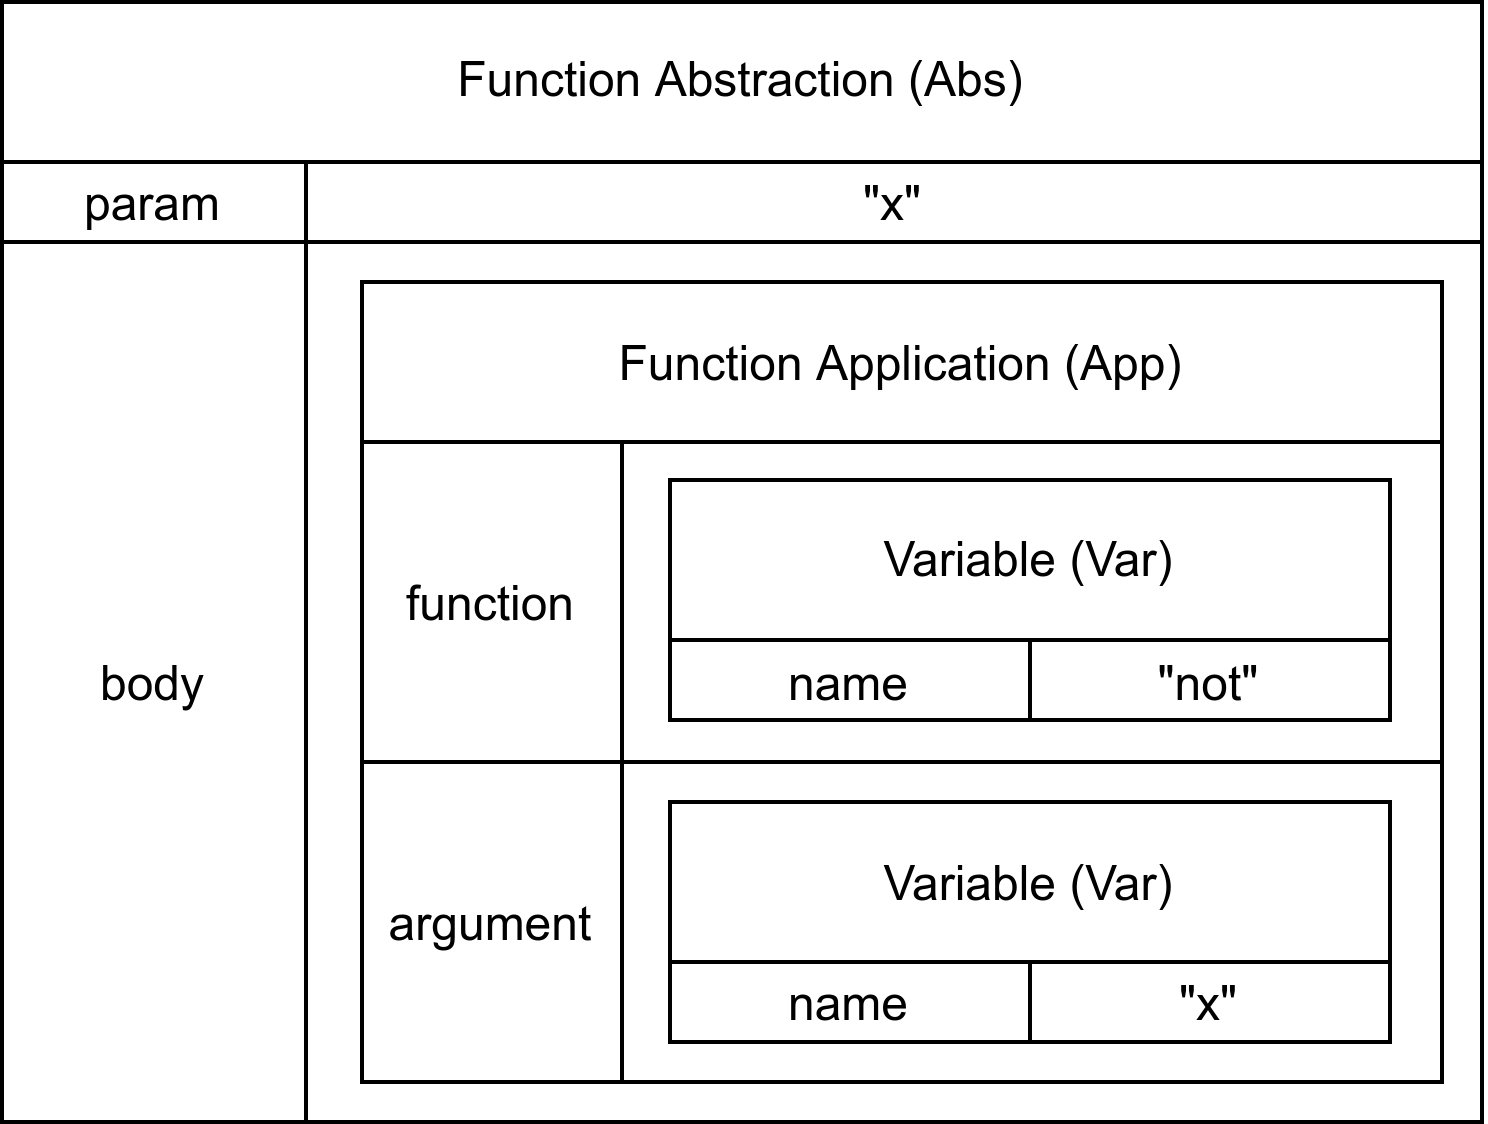 Function Abstraction (Abs)
param
"x"
body
Function Application (App)
function
Variable (Var)
name
"not"
argument
Variable (Var)
name
"x"